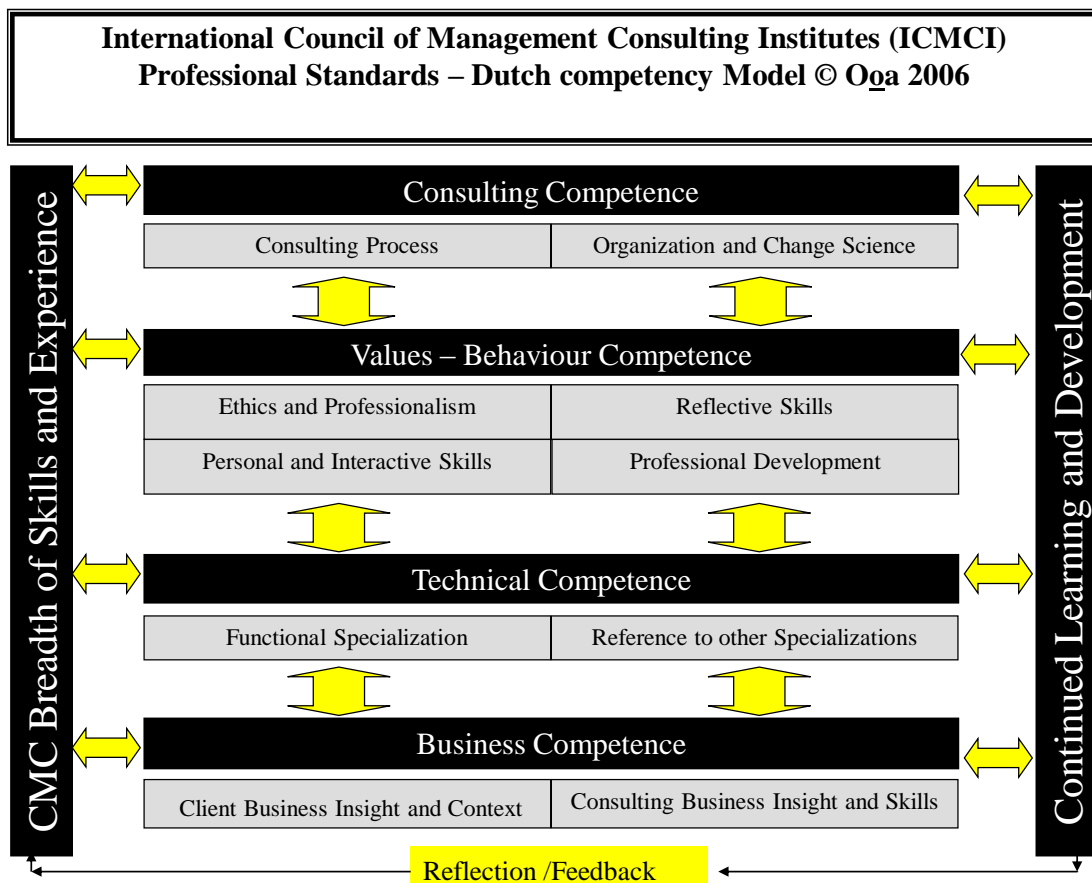 International Council of Management Consulting Institutes (ICMCI)
Professional Standards – Dutch competency Model © Ooa 2006
CMC Breadth of Skills and Experience
Consulting Competence
Consulting Process
Organization and Change Science
Values – Behaviour Competence
Ethics and Professionalism
Reflective Skills
Personal and Interactive Skills
Professional Development
Technical Competence
Functional Specialization
Reference to other Specializations
Business Competence
Client Business Insight and Context
Consulting Business Insight and Skills
Continued Learning and Development
Reflection /Feedback